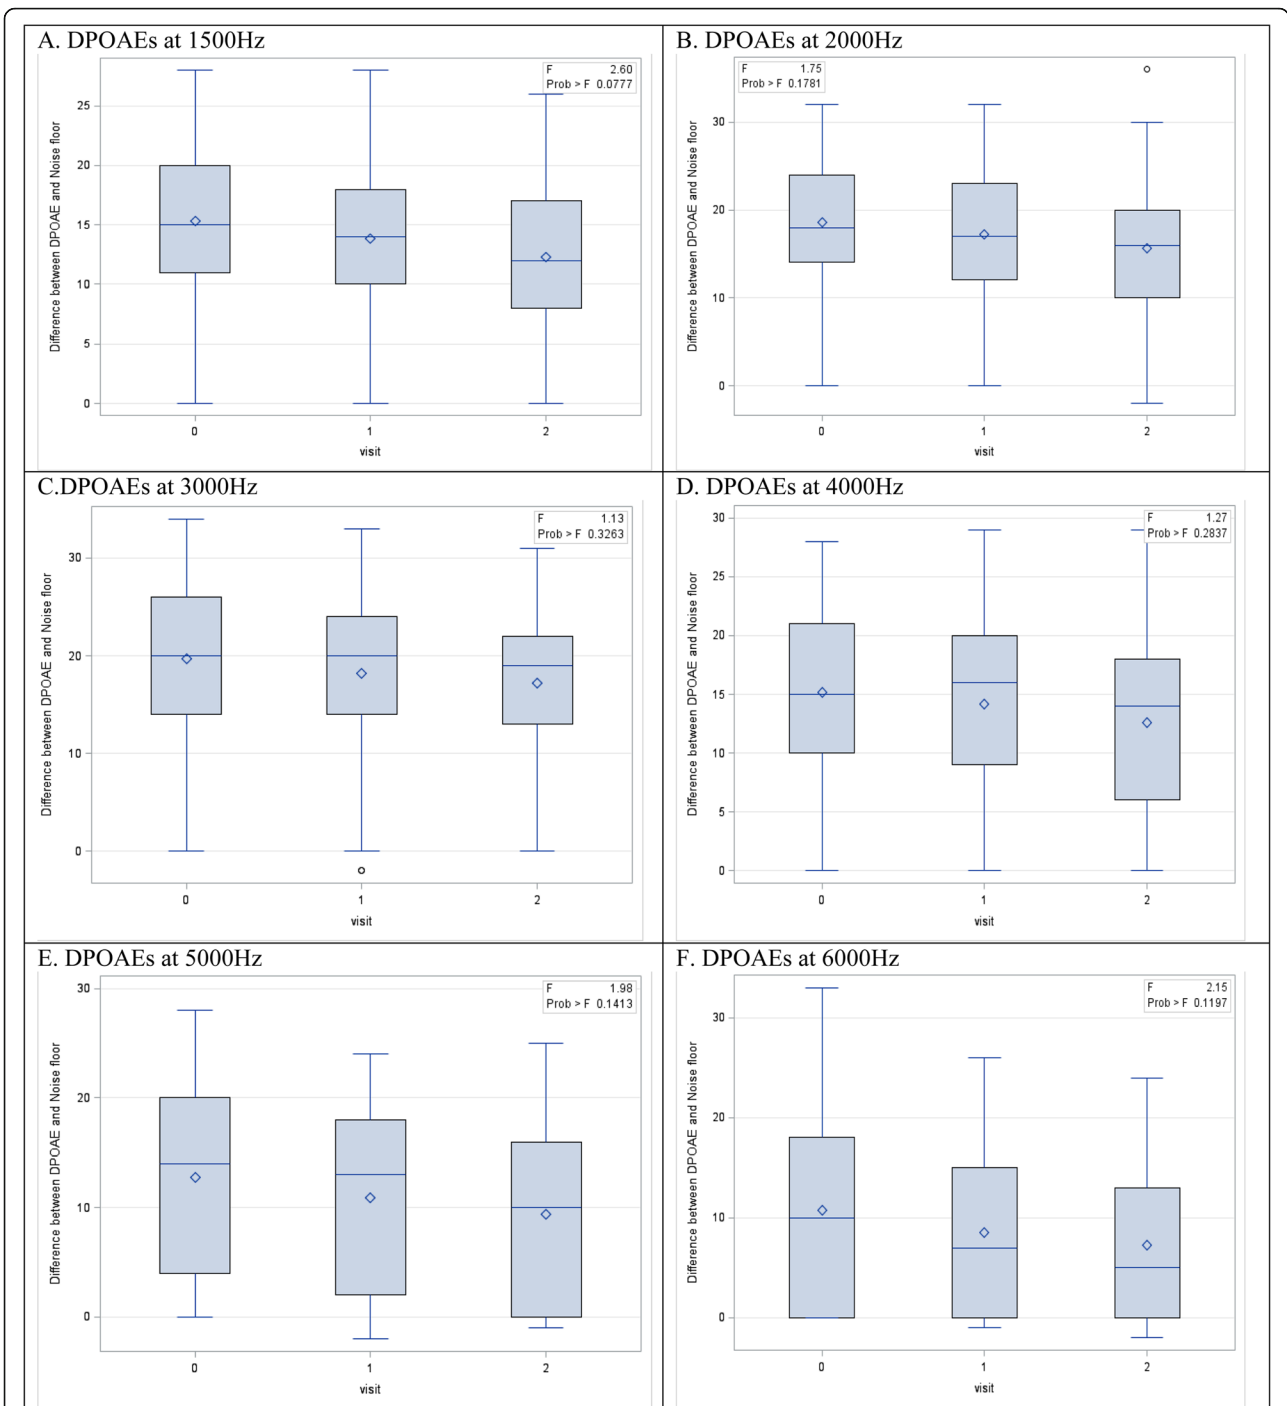 A. DPOAEs at 1500Hz
F 2.60
Prob > F 0.0777
Difference between DPOAE and Noise floor
25
20
15
10
5
0
0 1 2
visit
B. DPOAEs at 2000Hz
F 1.75
Prob > F 0.1781
Difference between DPOAE and Noise floor
30
20
10
0
0 1 2
visit
C.DPOAEs at 3000Hz
F 1.13
Prob > F 0.3263
Difference between DPOAE and Noise floor
30
20
10
0
0 1 2
visit
D. DPOAEs at 4000Hz
F 1.27
Prob > F 0.2837
Difference between DPOAE and Noise floor
30
25
20
15
10
5
0
0 1 2
visit
E. DPOAEs at 5000Hz
F 1.98
Prob > F 0.1413
Difference between DPOAE and Noise floor
30
20
10
0
0 1 2
visit
F. DPOAEs at 6000Hz
F 2.15
Prob > F 0.1197
Difference between DPOAE and Noise floor
30
20
10
0
0 1 2
visit